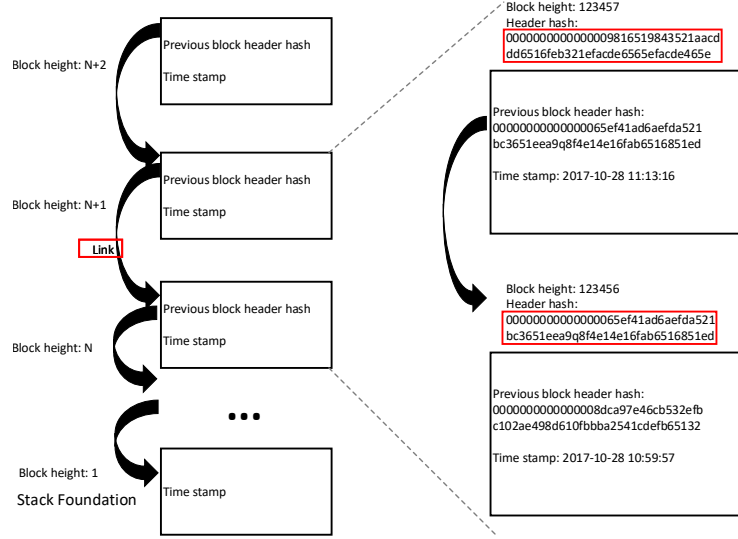 Block height: N+2
Previous block header hash
Time stamp
Block height: N+1
Previous block header hash
Time stamp
Link
Block height: N
Previous block header hash
Time stamp
...
Block height: 1
Stack Foundation
Time stamp
Block height: 123457
Header hash:
0000000000000009816519843521aacd
dd6516feb321efacde6565efacde465e
Previous block header hash:
00000000000000065ef41ad6aefda521
bc3651eea9q8f4e14e16fab6516851ed
Time stamp: 2017-10-28 11:13:16
Block height: 123456
Header hash:
00000000000000065ef41ad6aefda521
bc3651eea9q8f4e14e16fab6516851ed
Previous block header hash:
0000000000000008dca97e46cb532efb
c102ae498d610fbbba2541cdefb65132
Time stamp: 2017-10-28 10:59:57